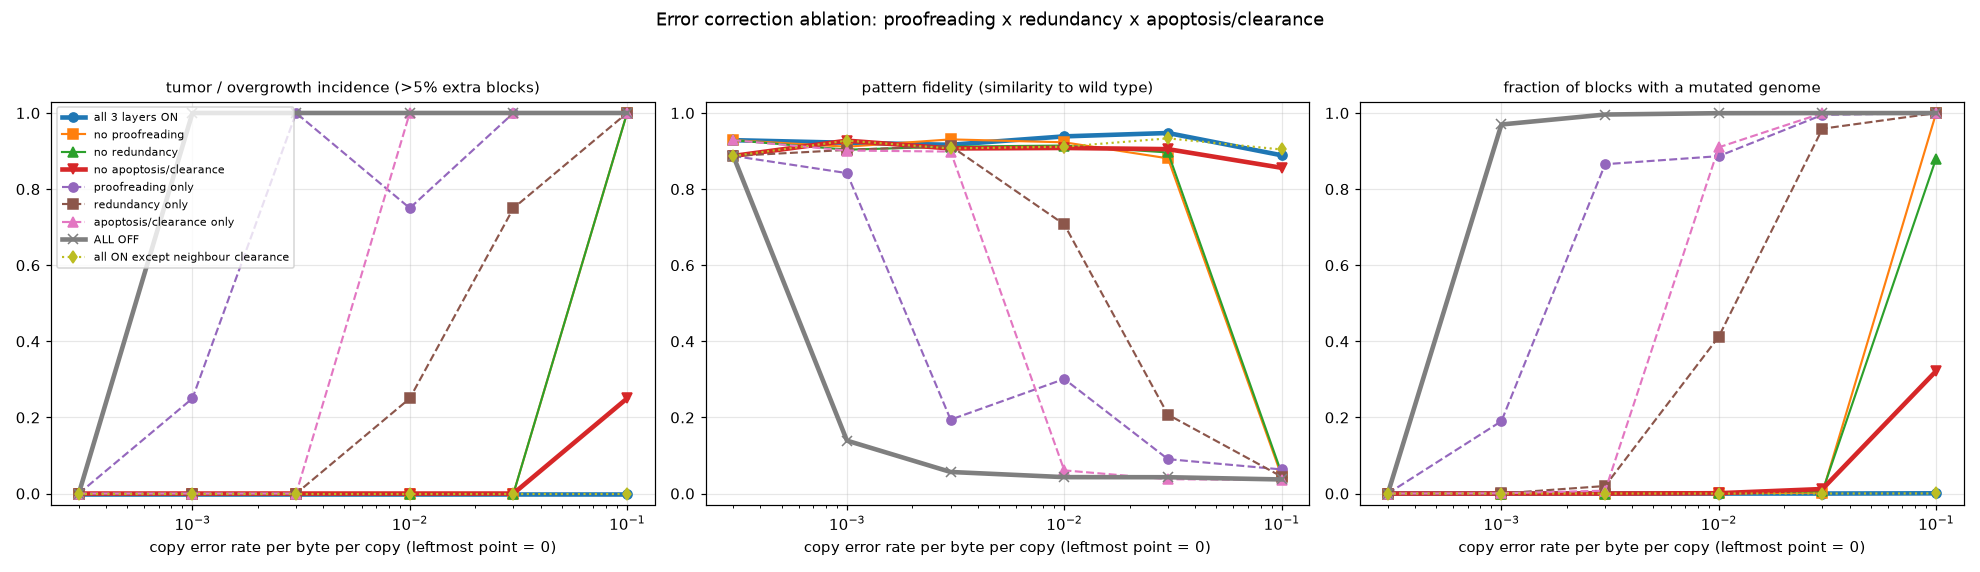 Error correction ablation: proofreading x redundancy x apoptosis/clearance
tumor / overgrowth incidence (>5% extra blocks)
1.0
0.8
0.6
0.4
0.2
0.0
all 3 layers ON
no proofreading
no redundancy
no apoptosis/clearance
proofreading only
redundancy only
apoptosis/clearance only
ALL OFF
all ON except neighbour clearance
10⁻³
10⁻²
10⁻¹
copy error rate per byte per copy (leftmost point = 0)
pattern fidelity (similarity to wild type)
1.0
0.8
0.6
0.4
0.2
0.0
10⁻³
10⁻²
10⁻¹
copy error rate per byte per copy (leftmost point = 0)
fraction of blocks with a mutated genome
1.0
0.8
0.6
0.4
0.2
0.0
10⁻³
10⁻²
10⁻¹
copy error rate per byte per copy (leftmost point = 0)